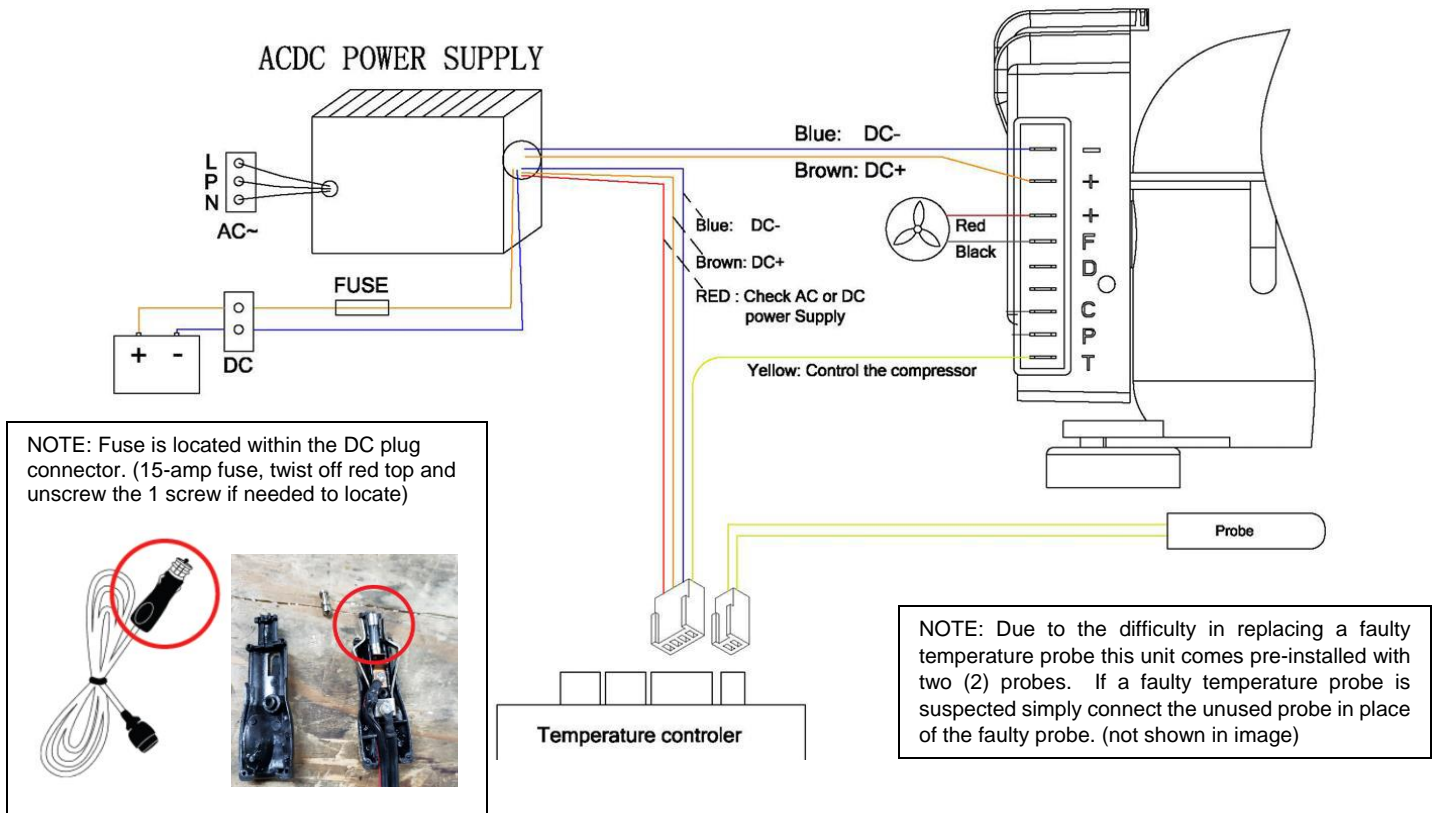 ACDC POWER SUPPLY
L
P
N
AC~
FUSE
+ -
DC
Blue: DC-
Brown: DC+
Red
Black
Blue: DC-
Brown: DC+
RED : Check AC or DC
power Supply
Yellow: Control the compressor
-
+
+
F
D
C
P
T
Probe
Temperature controler
NOTE: Fuse is located within the DC plug
connector. (15-amp fuse, twist off red top and
unscrew the 1 screw if needed to locate)
NOTE: Due to the difficulty in replacing a faulty
temperature probe this unit comes pre-installed with
two (2) probes. If a faulty temperature probe is
suspected simply connect the unused probe in place
of the faulty probe. (not shown in image)